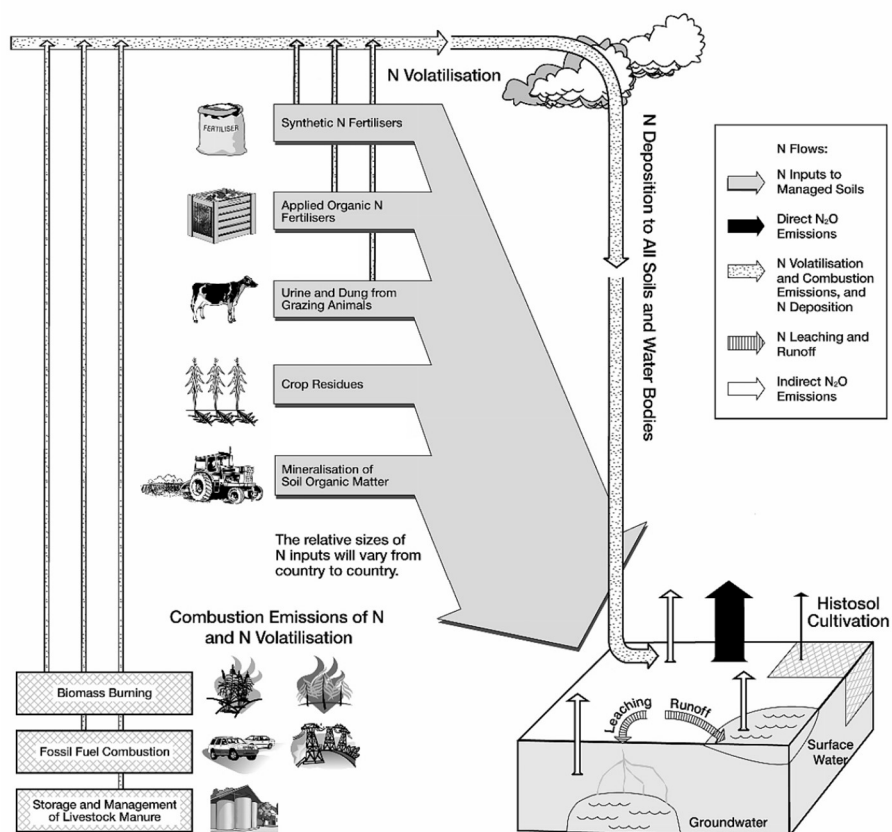 N Volatilisation
FERTILISER
Synthetic N Fertilisers
Applied Organic N
Fertilisers
Urine and Dung from
Grazing Animals
Crop Residues
Mineralisation of
Soil Organic Matter
The relative sizes of
N inputs will vary from
country to country.
Combustion Emissions of N
and N Volatilisation
Biomass Burning
Fossil Fuel Combustion
Storage and Management
of Livestock Manure
N Deposition to All Soils and Water Bodies
N Flows:
N Inputs to
Managed Soils
Direct N₂O
Emissions
N Volatilisation
and Combustion
Emissions, and
N Deposition
N Leaching and
Runoff
Indirect N₂O
Emissions
Histosol
Cultivation
Leaching
Runoff
Surface
Water
Groundwater